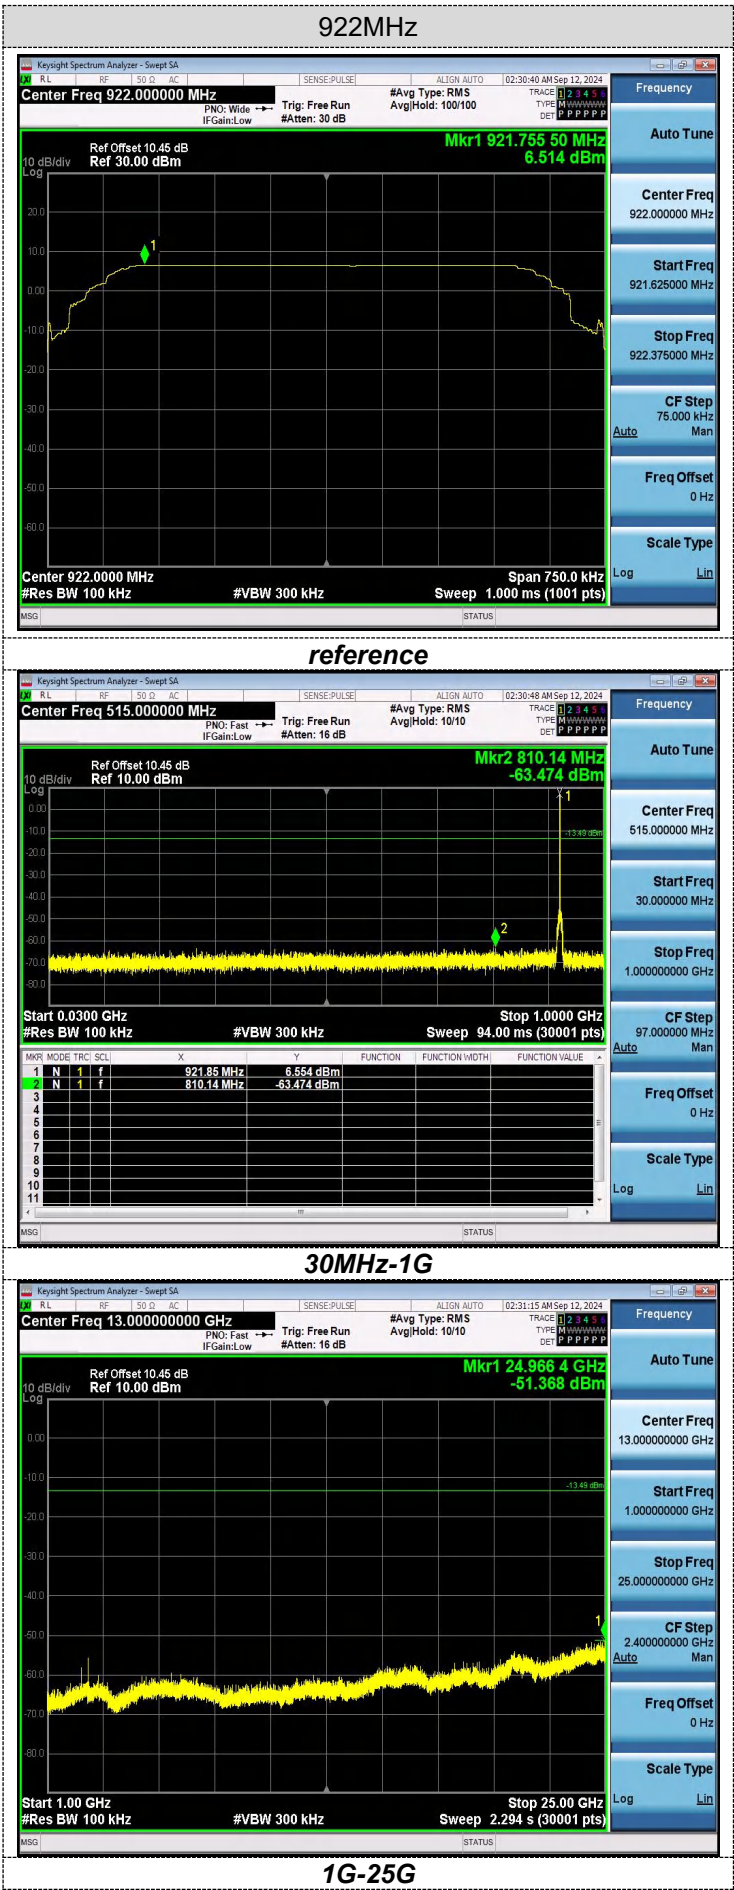 922MHz
Keysight Spectrum Analyzer - Swept SA
RL RF 50 Ω AC SENSE:PULSE ALIGN AUTO 02:30:40 AM Sep 12, 2024
Center Freq 922.000000 MHz
PNO: Wide
IFGain:Low
Trig: Free Run
#Atten: 30 dB
#Avg Type: RMS
Avg|Hold: 100/100
TRACE 1 2 3 4 5 6
TYPE M
DET P P P P P P
Frequency
Auto Tune
Center Freq
922.000000 MHz
Start Freq
921.625000 MHz
Stop Freq
922.375000 MHz
CF Step
75.000 kHz
Auto Man
Freq Offset
0 Hz
Scale Type
Log Lin
Mkr1 921.755 50 MHz
6.514 dBm
Ref Offset 10.45 dB
10 dB/div Ref 30.00 dBm
Log
20.0
10.0
0.00
-10.0
-20.0
-30.0
-40.0
-50.0
-60.0
1
Center 922.0000 MHz Span 750.0 kHz
#Res BW 100 kHz #VBW 300 kHz Sweep 1.000 ms (1001 pts)
MSG STATUS
reference
Keysight Spectrum Analyzer - Swept SA
RL RF 50 Ω AC SENSE:PULSE ALIGN AUTO 02:30:48 AM Sep 12, 2024
Center Freq 515.000000 MHz
PNO: Fast
IFGain:Low
Trig: Free Run
#Atten: 16 dB
#Avg Type: RMS
Avg|Hold: 10/10
TRACE 1 2 3 4 5 6
TYPE M
DET P P P P P P
Frequency
Auto Tune
Center Freq
515.000000 MHz
Start Freq
30.000000 MHz
Stop Freq
1.000000000 GHz
CF Step
97.000000 MHz
Auto Man
Freq Offset
0 Hz
Scale Type
Log Lin
Mkr2 810.14 MHz
-63.474 dBm
Ref Offset 10.45 dB
10 dB/div Ref 10.00 dBm
Log
0.00
-10.0
-20.0
-30.0
-40.0
-50.0
-60.0
-70.0
-80.0
1
-13.49 dBm
2
Start 0.0300 GHz Stop 1.0000 GHz
#Res BW 100 kHz #VBW 300 kHz Sweep 94.00 ms (30001 pts)
MKR MODE TRC SCL X Y FUNCTION FUNCTION WIDTH FUNCTION VALUE
1 N 1 f 921.85 MHz 6.554 dBm
2 N 1 f 810.14 MHz -63.474 dBm
3
4
5
6
7
8
9
10
11
MSG STATUS
30MHz-1G
Keysight Spectrum Analyzer - Swept SA
RL RF 50 Ω AC SENSE:PULSE ALIGN AUTO 02:31:15 AM Sep 12, 2024
Center Freq 13.000000000 GHz
PNO: Fast
IFGain:Low
Trig: Free Run
#Atten: 16 dB
#Avg Type: RMS
Avg|Hold: 10/10
TRACE 1 2 3 4 5 6
TYPE M
DET P P P P P P
Frequency
Auto Tune
Center Freq
13.000000000 GHz
Start Freq
1.000000000 GHz
Stop Freq
25.000000000 GHz
CF Step
2.400000000 GHz
Auto Man
Freq Offset
0 Hz
Scale Type
Log Lin
Mkr1 24.966 4 GHz
-51.368 dBm
Ref Offset 10.45 dB
10 dB/div Ref 10.00 dBm
Log
0.00
-10.0
-20.0
-30.0
-40.0
-50.0
-60.0
-70.0
-80.0
-13.49 dBm
1
Start 1.00 GHz Stop 25.00 GHz
#Res BW 100 kHz #VBW 300 kHz Sweep 2.294 s (30001 pts)
MSG STATUS
1G-25G